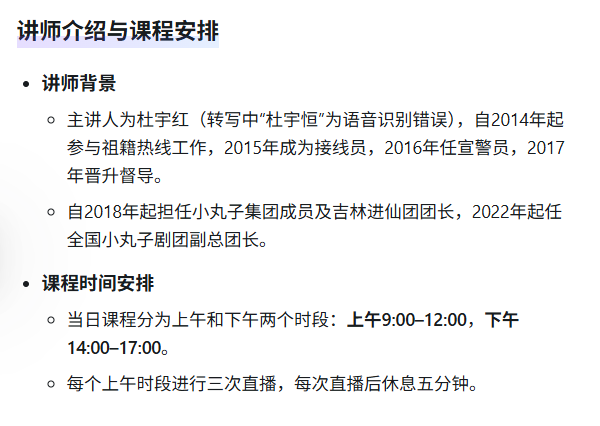 讲师介绍与课程安排
讲师背景
主讲人为杜宇红（转写中“杜宇恒”为语音识别错误），自2014年起
参与祖籍热线工作，2015年成为接线员，2016年任宣警员，2017
年晋升督导。
自2018年起担任小丸子集团成员及吉林进仙团团长，2022年起任
全国小丸子剧团副总团长。
课程时间安排
当日课程分为上午和下午两个时段：上午9:00–12:00，下午
14:00–17:00。
每个上午时段进行三次直播，每次直播后休息五分钟。